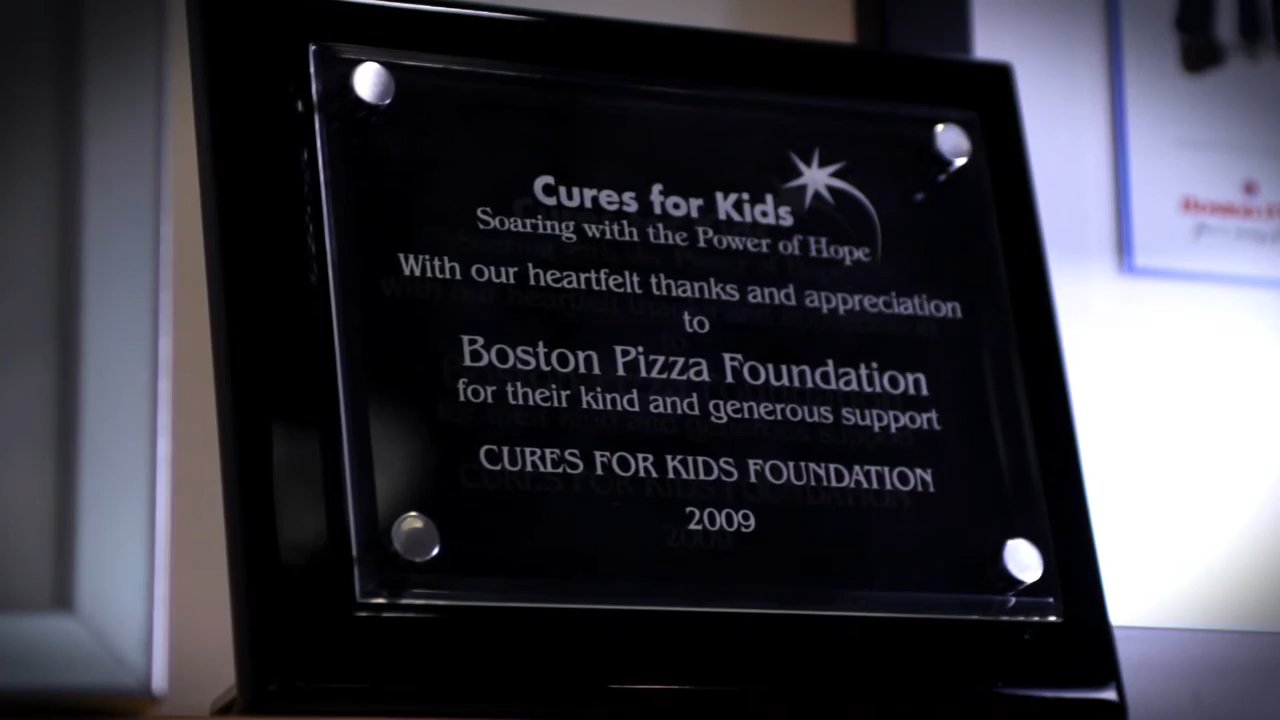 Cures for Kids
Soaring with the Power of Hope
With our heartfelt thanks and appreciation
to
Boston Pizza Foundation
for their kind and generous support
CURES FOR KIDS FOUNDATION
2009